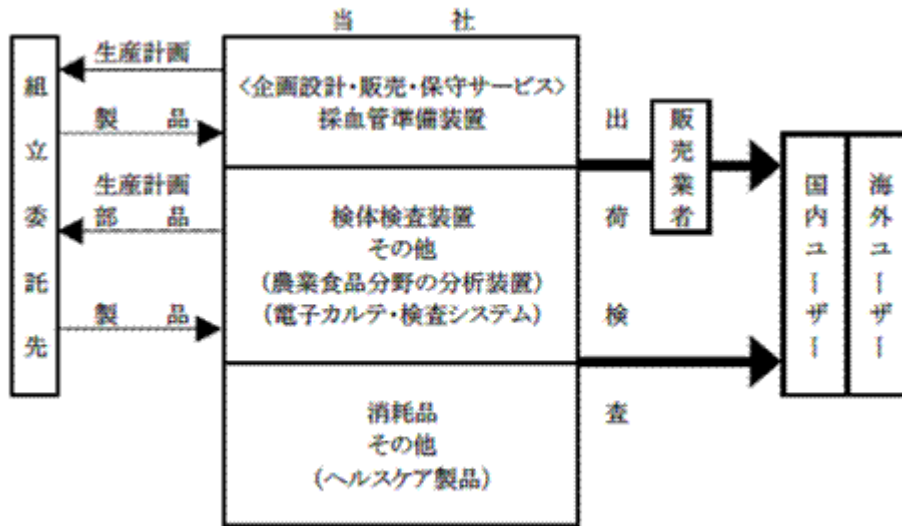 当社
組立委託先
生産計画
製品
生産計画
部品
製品
<企画設計・販売・保守サービス>
採血管準備装置
検体検査装置
その他
(農業食品分野の分析装置)
(電子カルテ・検査システム)
消耗品
その他
(ヘルスケア製品)
出荷検査
販売業者
国内ユーザー
海外ユーザー